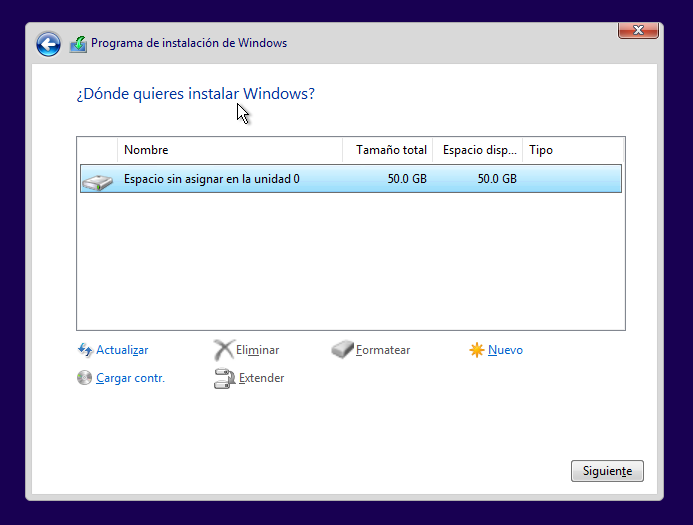 Programa de instalación de Windows
¿Dónde quieres instalar Windows?
Nombre Tamaño total Espacio disp... Tipo
Espacio sin asignar en la unidad 0 50.0 GB 50.0 GB
Actualizar Eliminar Formatear Nuevo
Cargar contr. Extender
Siguiente